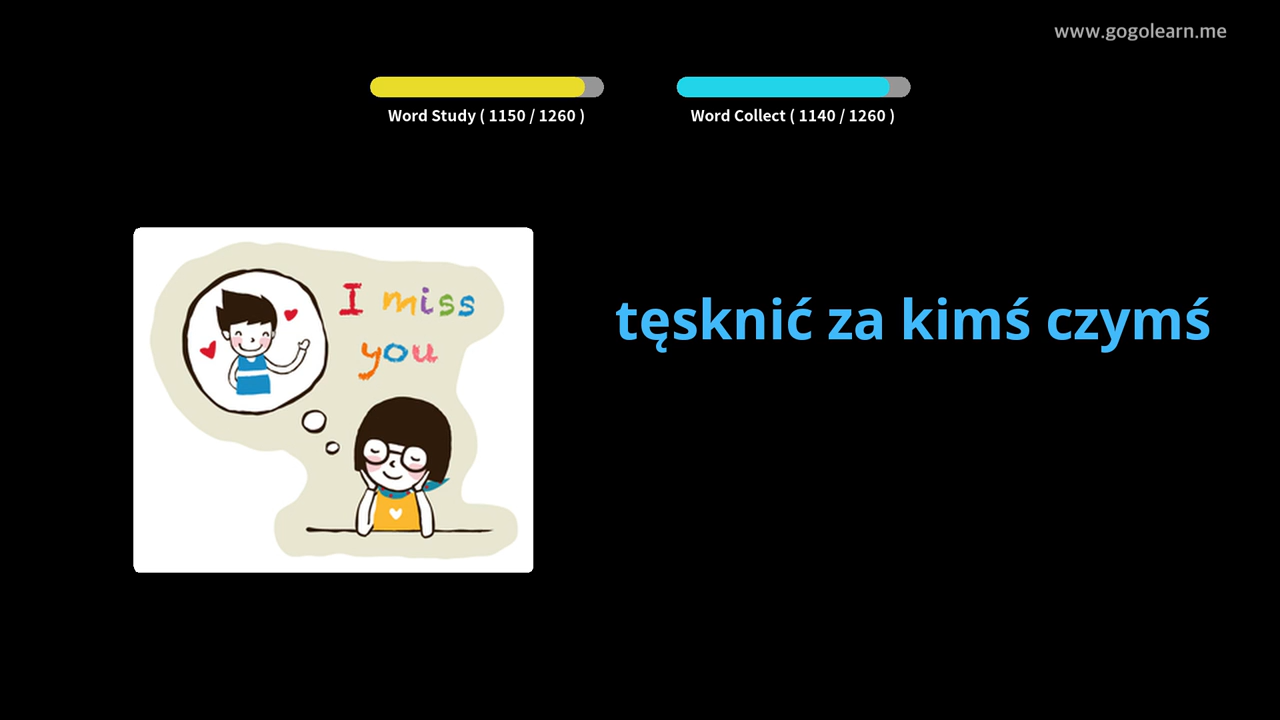 www.gogolearn.me
Word Study ( 1150 / 1260 )
Word Collect ( 1140 / 1260 )
I miss
you
tęsknić za kimś czymś